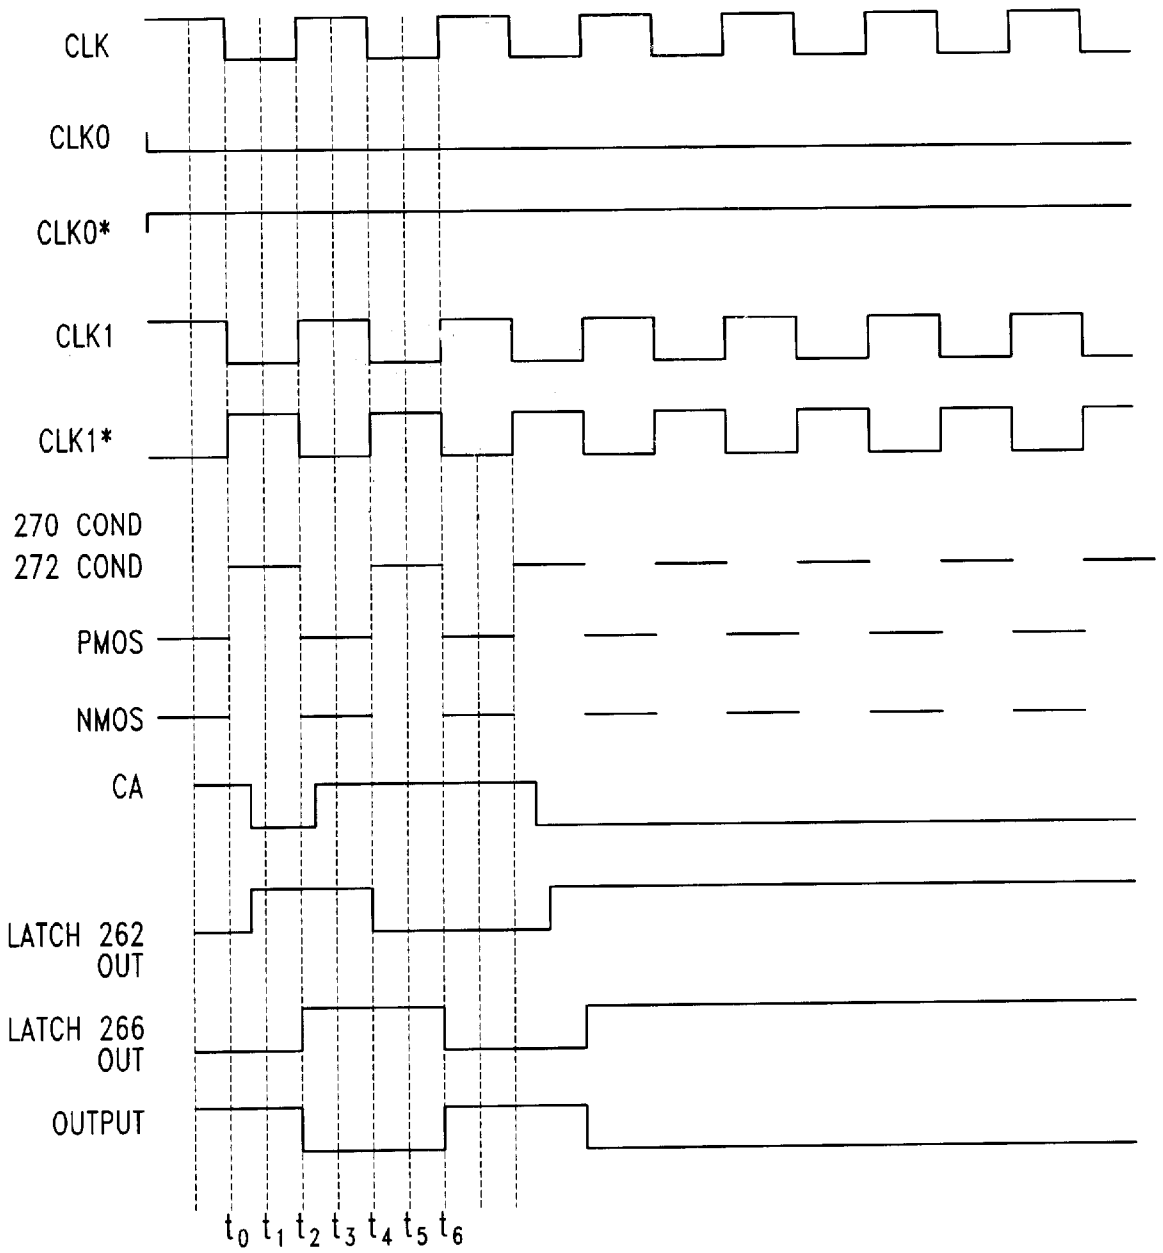 CLK
CLK0
CLK0*
CLK1
CLK1*
270 COND
272 COND
PMOS
NMOS
CA
LATCH 262
OUT
LATCH 266
OUT
OUTPUT
t0 t1 t2 t3 t4 t5 t6